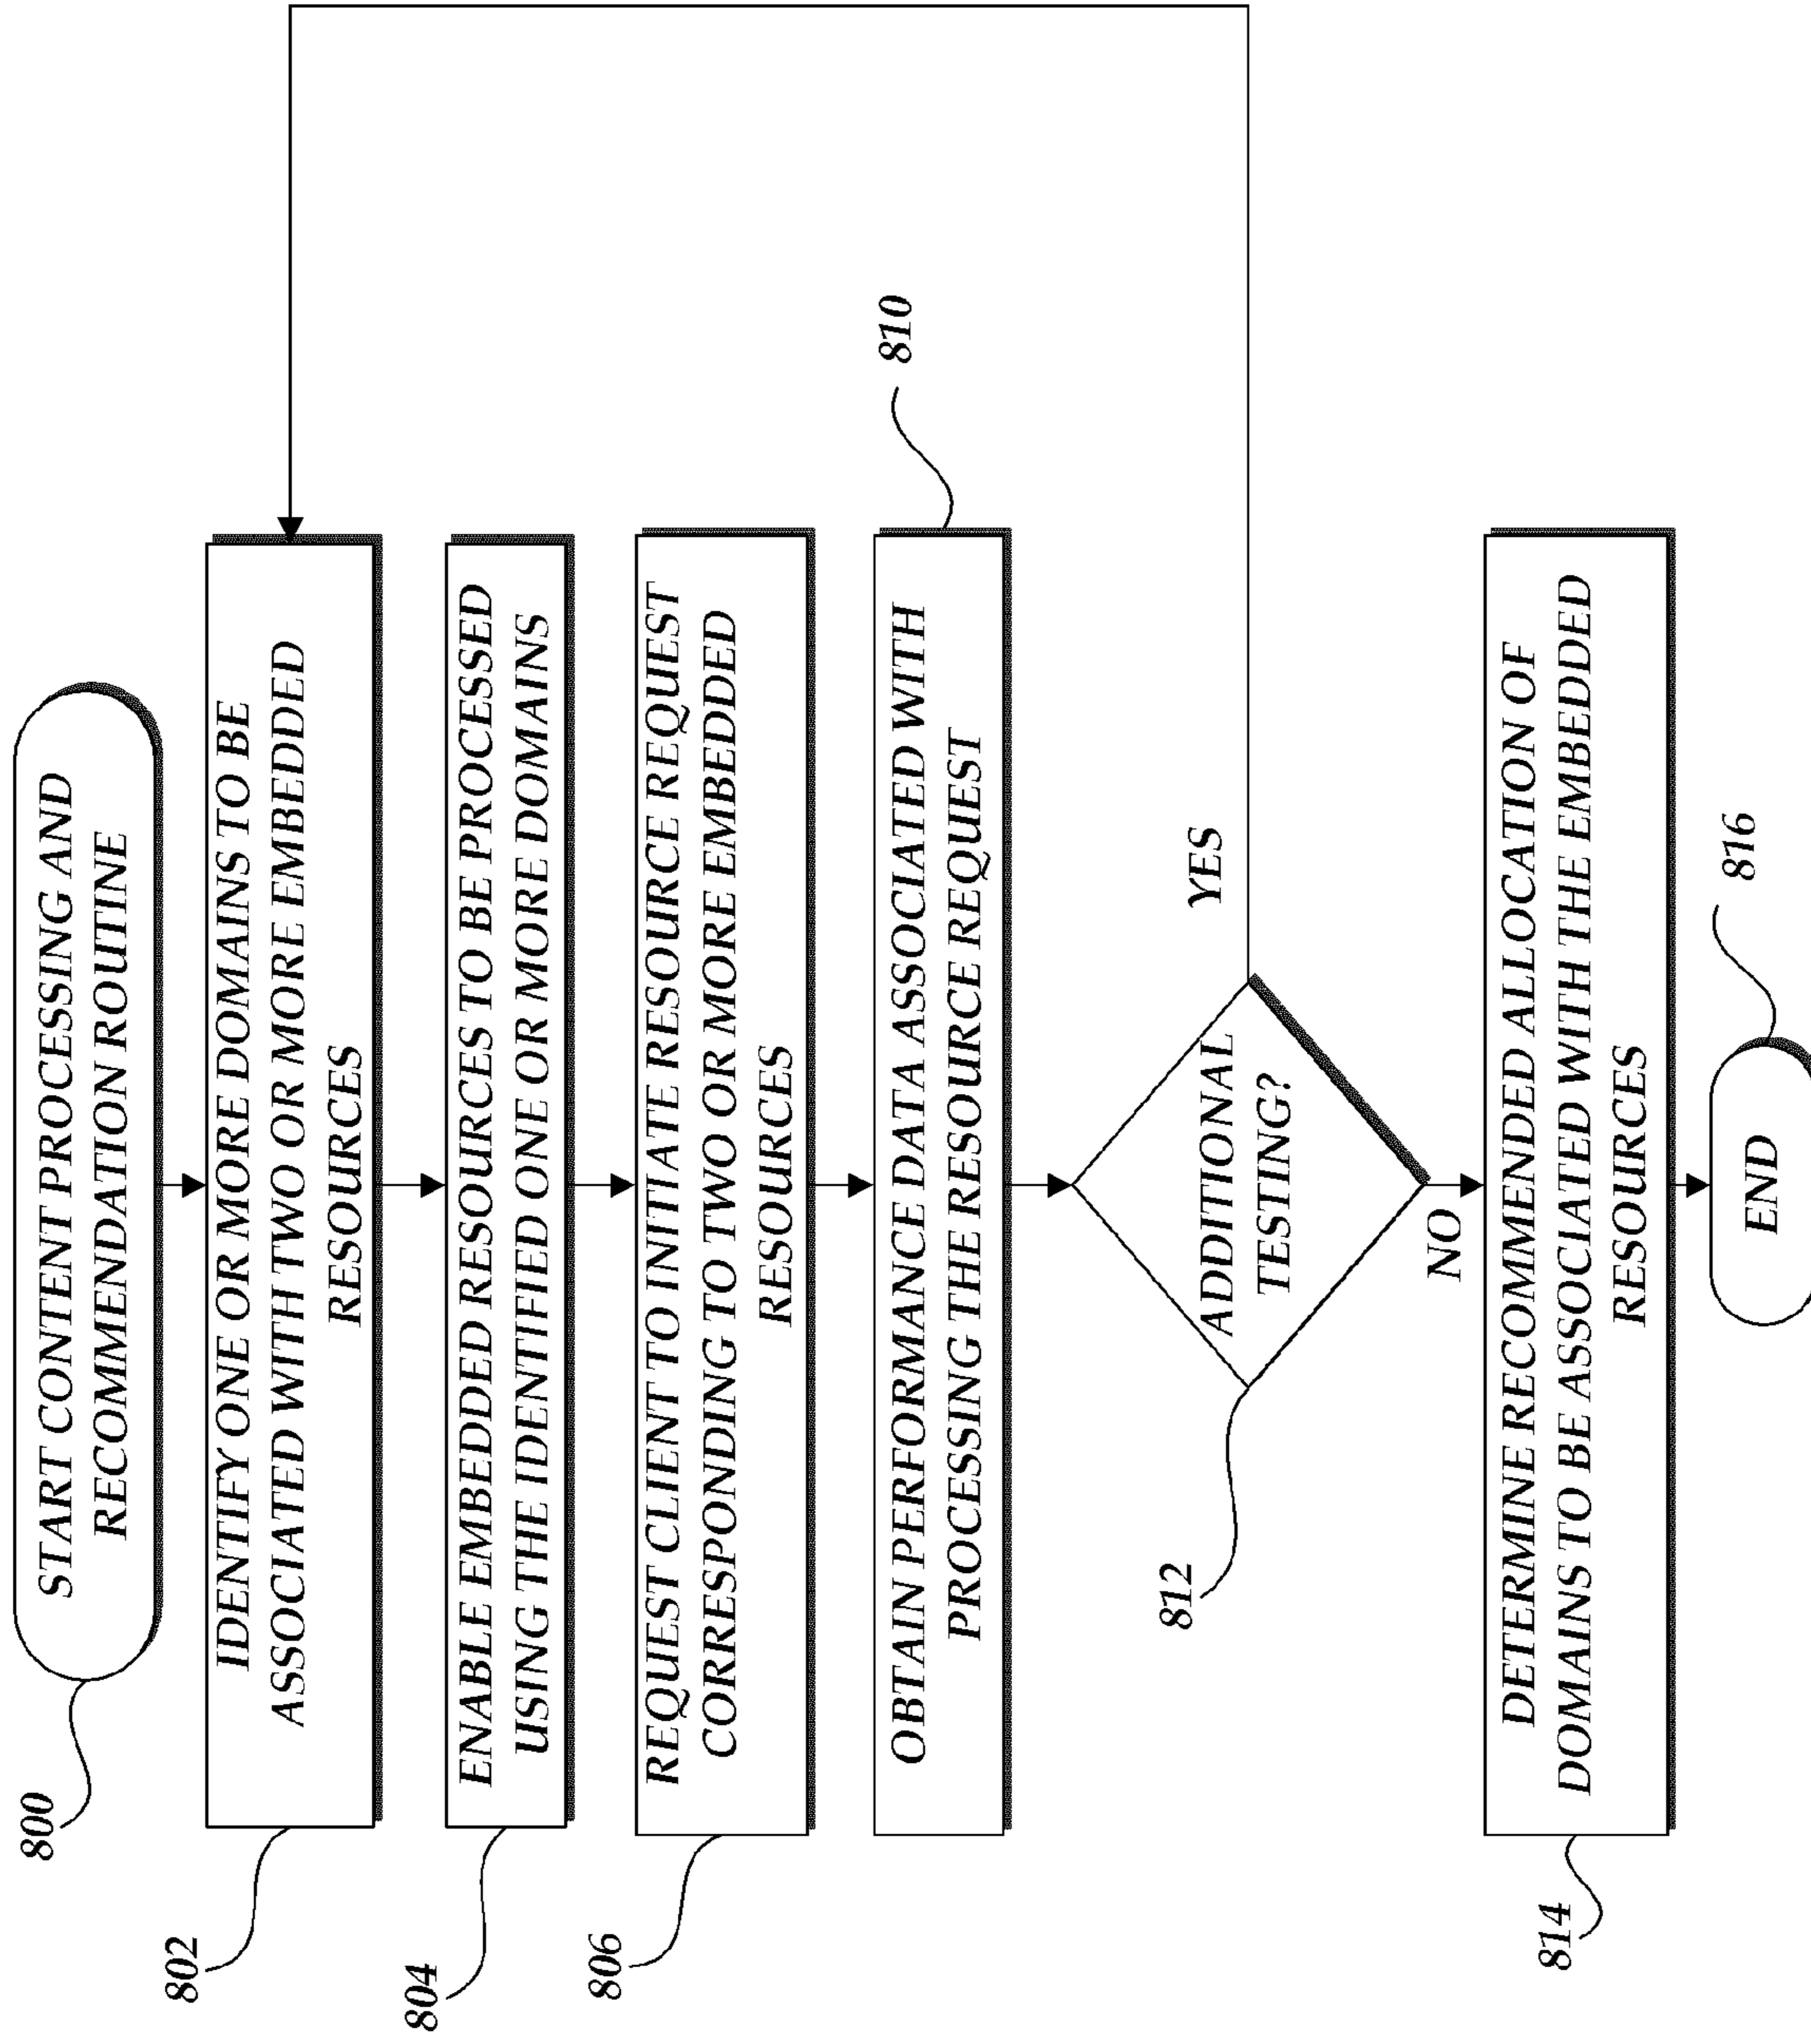 800
START CONTENT PROCESSING AND
RECOMMENDATION ROUTINE
802
IDENTIFY ONE OR MORE DOMAINS TO BE
ASSOCIATED WITH TWO OR MORE EMBEDDED
RESOURCES
804
ENABLE EMBEDDED RESOURCES TO BE PROCESSED
USING THE IDENTIFIED ONE OR MORE DOMAINS
806
REQUEST CLIENT TO INITIATE RESOURCE REQUEST
CORRESPONDING TO TWO OR MORE EMBEDDED
RESOURCES
810
OBTAIN PERFORMANCE DATA ASSOCIATED WITH
PROCESSING THE RESOURCE REQUEST
812
ADDITIONAL
TESTING?
YES
NO
814
DETERMINE RECOMMENDED ALLOCATION OF
DOMAINS TO BE ASSOCIATED WITH THE EMBEDDED
RESOURCES
816
END